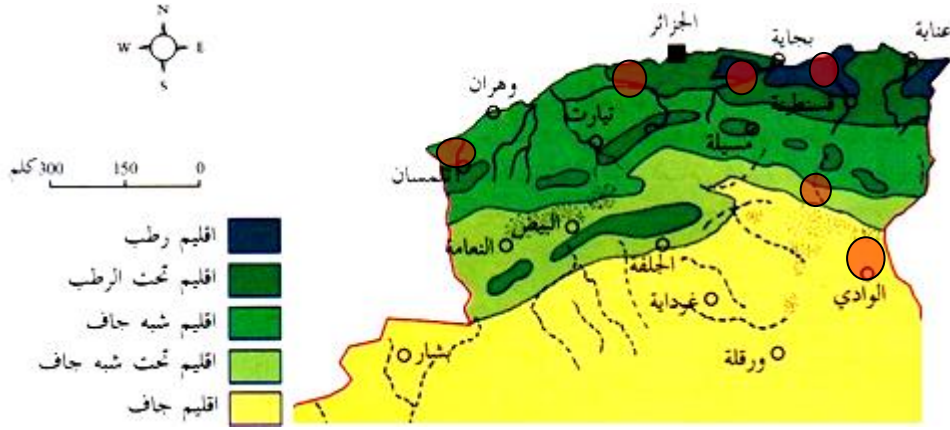 N
W E
S
الجزائر
بجاية
عنابة
وهران
قسنطينة
تيارت
مسيلة
تلمسان
300 150 0 كلم
البيض
النعامة
الجلفة
الوادي
غرداية
ورقلة
بشار
اقليم رطب
اقليم تحت الرطب
اقليم شبه جاف
اقليم تحت شبه جاف
اقليم جاف